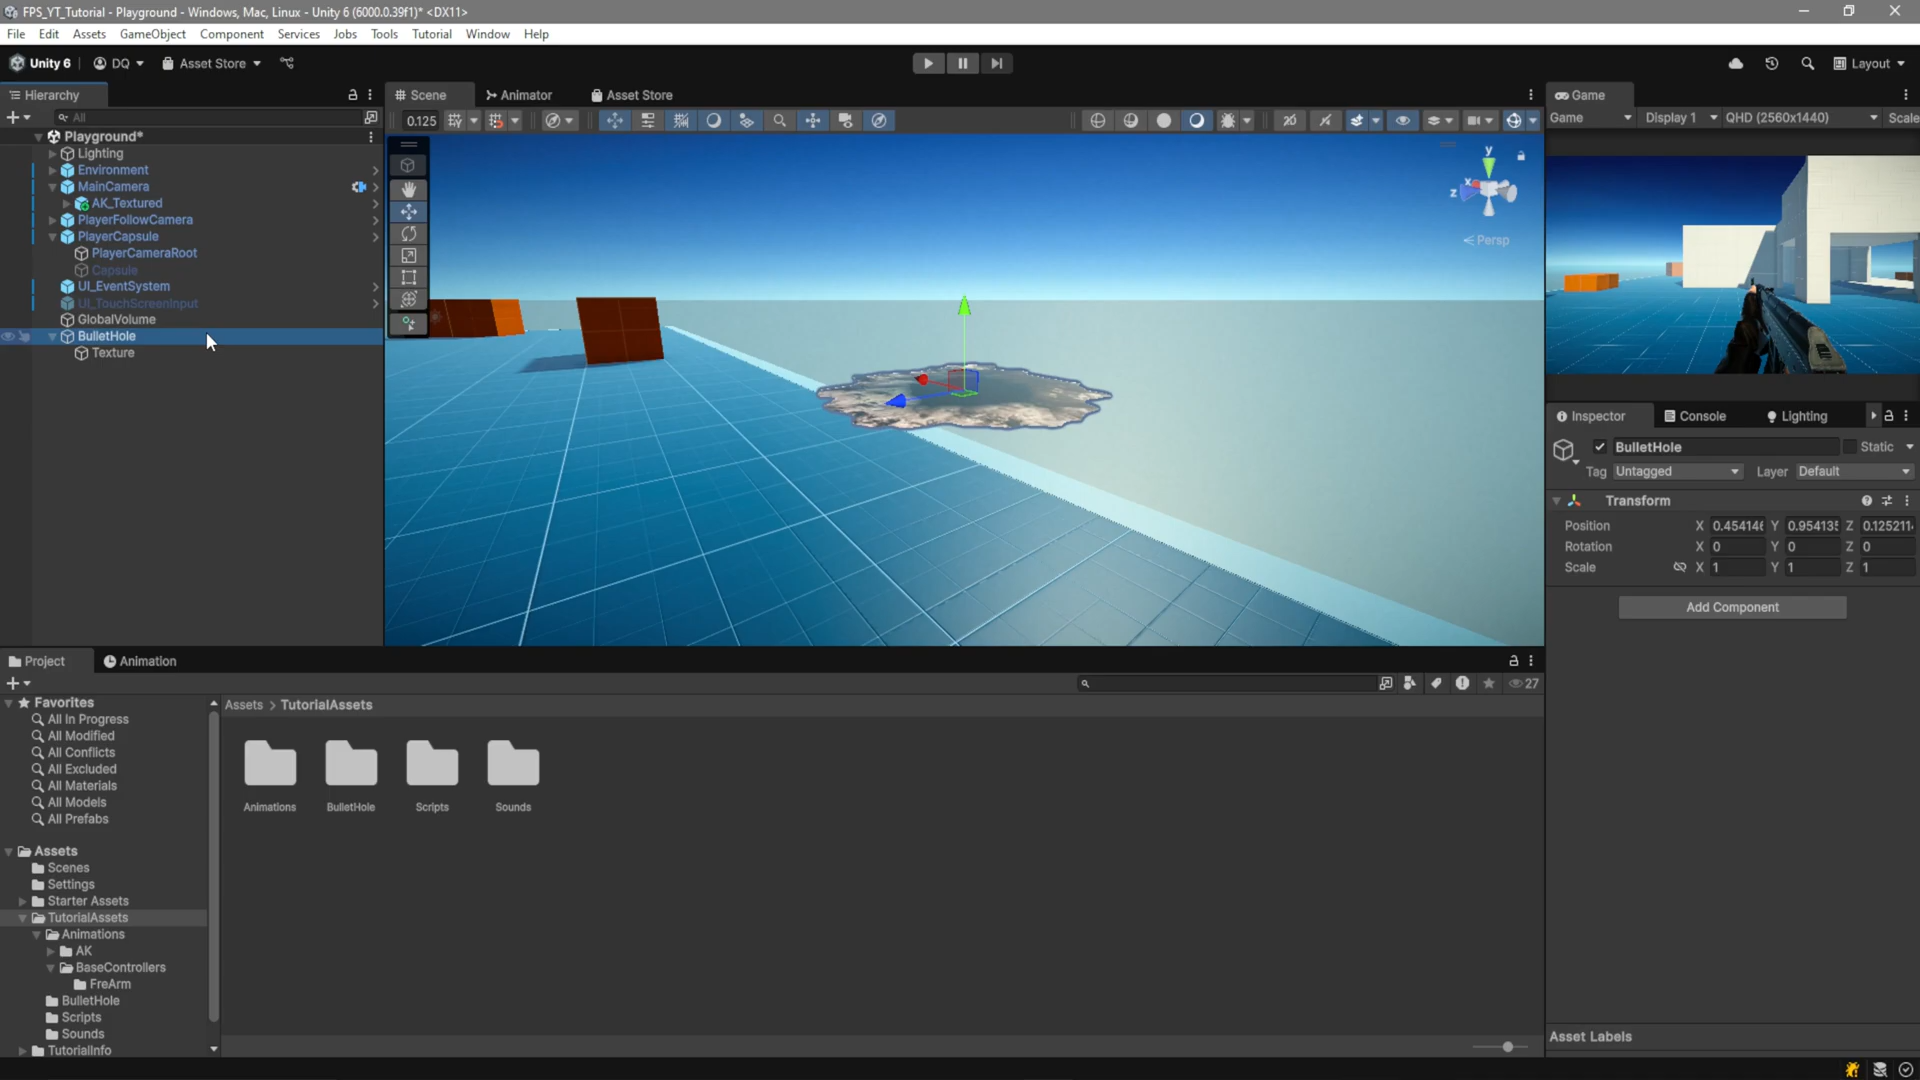 FPS_YT_Tutorial - Playground - Windows, Mac, Linux - Unity 6 (6000.0.39f1)* <DX11>
File Edit Assets GameObject Component Services Jobs Tools Tutorial Window Help
Unity 6 DQ Asset Store Layout
Hierarchy
All
Playground*
Lighting
Environment
MainCamera
AK_Textured
PlayerFollowCamera
PlayerCapsule
PlayerCameraRoot
Capsule
UI_EventSystem
UI_TouchScreenInput
GlobalVolume
BulletHole
Texture
Scene Animator Asset Store
0.125
2D
y
x
z
Persp
Game
Game Display 1 QHD (2560x1440) Scale
Inspector Console Lighting
BulletHole Static
Tag Untagged Layer Default
Transform
Position X 0.454146 Y 0.954135 Z 0.125211
Rotation X 0 Y 0 Z 0
Scale X 1 Y 1 Z 1
Add Component
Asset Labels
Project Animation
27
Favorites
All In Progress
All Modified
All Conflicts
All Excluded
All Materials
All Models
All Prefabs
Assets
Scenes
Settings
Starter Assets
TutorialAssets
Animations
AK
BaseControllers
FreArm
BulletHole
Scripts
Sounds
TutorialInfo
Assets > TutorialAssets
Animations BulletHole Scripts Sounds